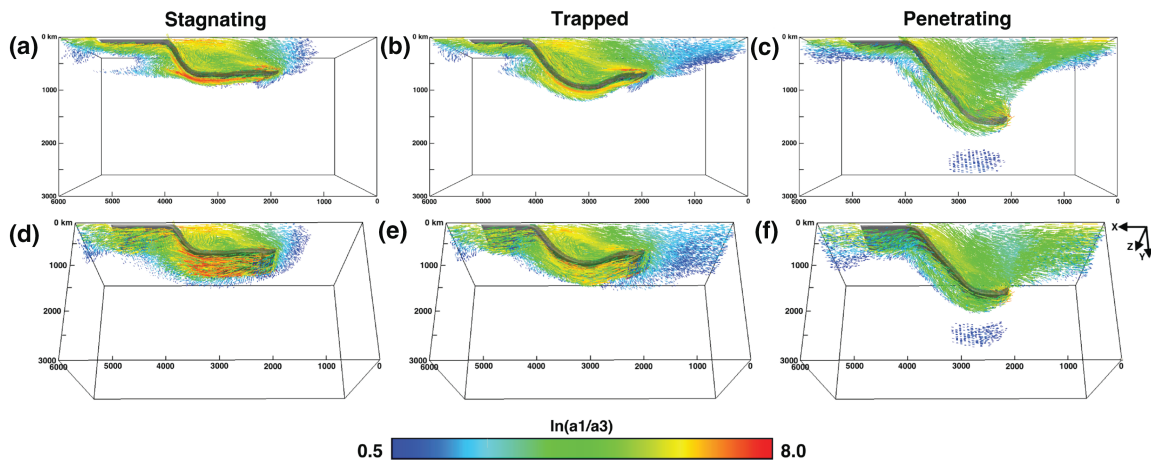 Stagnating Trapped Penetrating
(a) (b) (c)
0 km 0 km 0 km
1000 1000 1000
2000 2000 2000
3000 3000 3000
6000 5000 4000 3000 2000 1000 0 6000 5000 4000 3000 2000 1000 0 6000 5000 4000 3000 2000 1000 0
(d) (e) (f)
0 km 0 km 0 km
X
Z
Y
1000 1000 1000
2000 2000 2000
3000 3000 3000
6000 5000 4000 3000 2000 1000 0 6000 5000 4000 3000 2000 1000 0 6000 5000 4000 3000 2000 1000 0
ln(a1/a3)
0.5 8.0